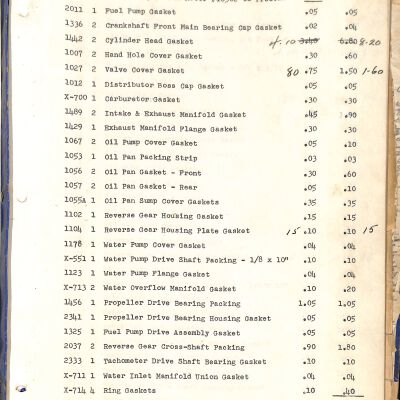 2011 1 Fuel Pump Gasket .05 .05
1336 2 Crankshaft Front Main Bearing Cap Gasket .02 .04
1442 2 Cylinder Head Gasket 4.10 3.40 6.80 8.20
1007 2 Hand Hole Cover Gasket .30 .60
2027 2 Valve Cover Gasket 80 .75 1.50 1-60
1012 1 Distributor Boss Cap Gasket .05 .05
X-700 1 Carburetor Gasket .30 .30
1489 2 Intake & Exhaust Manifold Gasket .45 .90
1429 1 Exhaust Manifold Flange Gasket .30 .30
1067 2 Oil Pump Cover Gasket .05 .10
1053 1 Oil Pan Packing Strip .03 .03
1056 2 Oil Pan Gasket - Front .30 .60
1057 2 Oil Pan Gasket - Rear .05 .10
1055A 1 Oil Pan Sump Cover Gaskets .35 .35
1102 1 Reverse Gear Housing Gasket .15 .15
1104 1 Reverse Gear Housing Plate Gasket 15 .10 .10 15
1178 1 Water Pump Cover Gasket .04 .04
X-551 1 Water Pump Drive Shaft Packing - 1/8 x 10" .10 .10
1123 1 Water Pump Flange Gasket .04 .04
X-713 2 Water Overflow Manifold Gasket .10 .20
1456 1 Propeller Drive Bearing Packing 1.05 1.05
2341 1 Propeller Drive Bearing Housing Gasket .05 .05
1325 1 Fuel Pump Drive Assembly Gasket .05 .05
2037 2 Reverse Gear Cross-Shaft Packing .90 1.80
2333 1 Tachometer Drive Shaft Bearing Gasket .10 .10
X-711 1 Water Inlet Manifold Union Gasket .04 .04
X-714 4 Ring Gaskets .10 .40